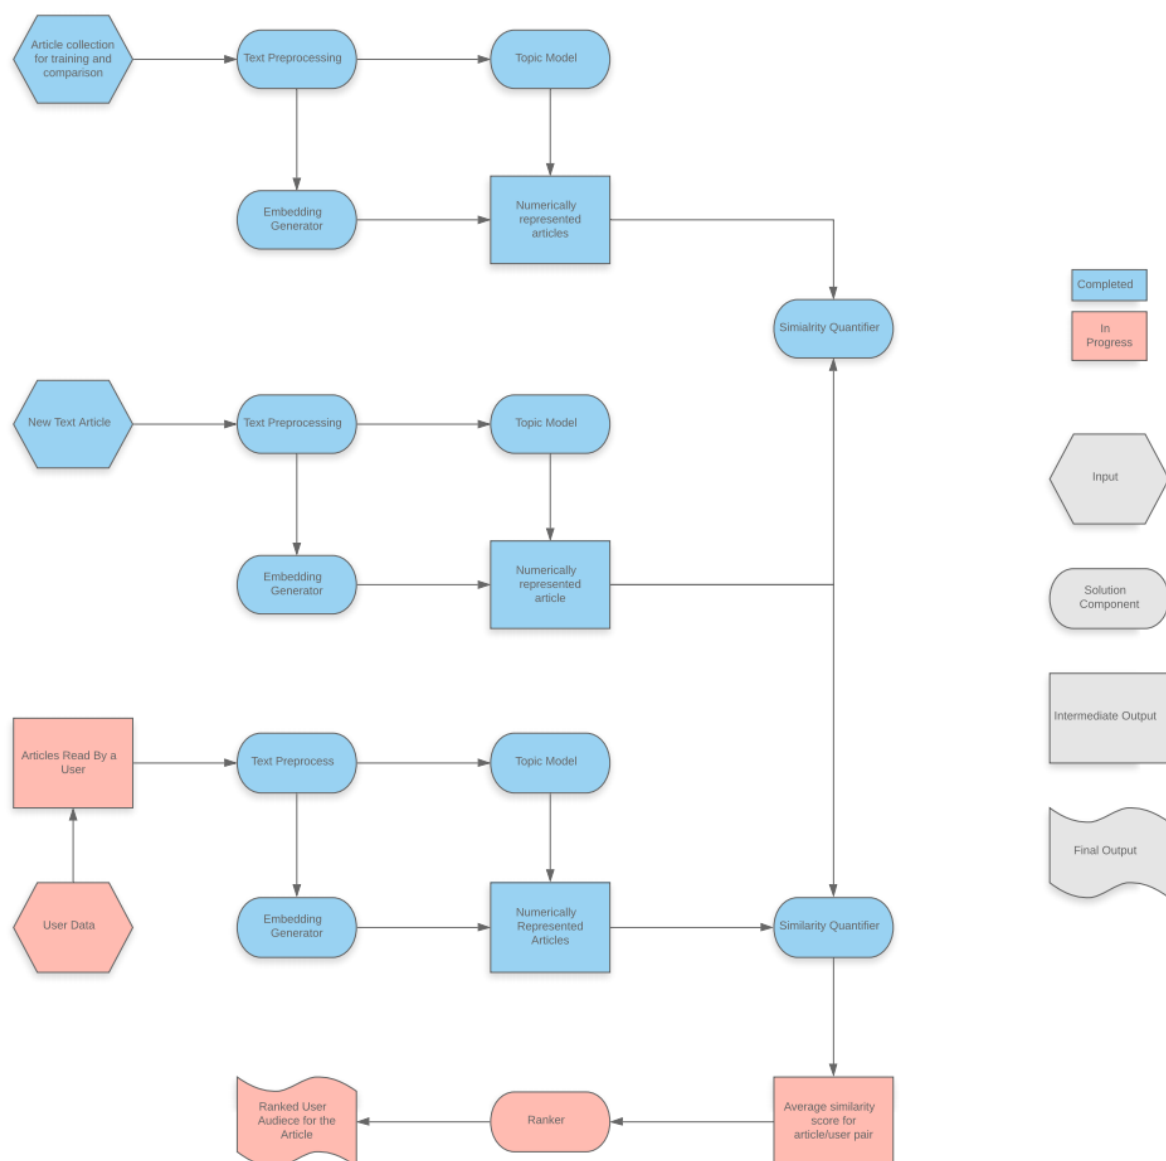 Article collection
for training and
comparison
Text Preprocessing
Topic Model
Embedding
Generator
Numerically
represented
articles
Simialrity Quantifier
New Text Article
Text Preprocessing
Topic Model
Embedding
Generator
Numerically
represented
article
Articles Read By a
User
Text Preprocess
Topic Model
User Data
Embedding
Generator
Numerically
Represented
Articles
Similarity Quantifier
Ranked User
Audiece for the
Article
Ranker
Average similarity
score for
article/user pair
Completed
In
Progress
Input
Solution
Component
Intermediate Output
Final Output